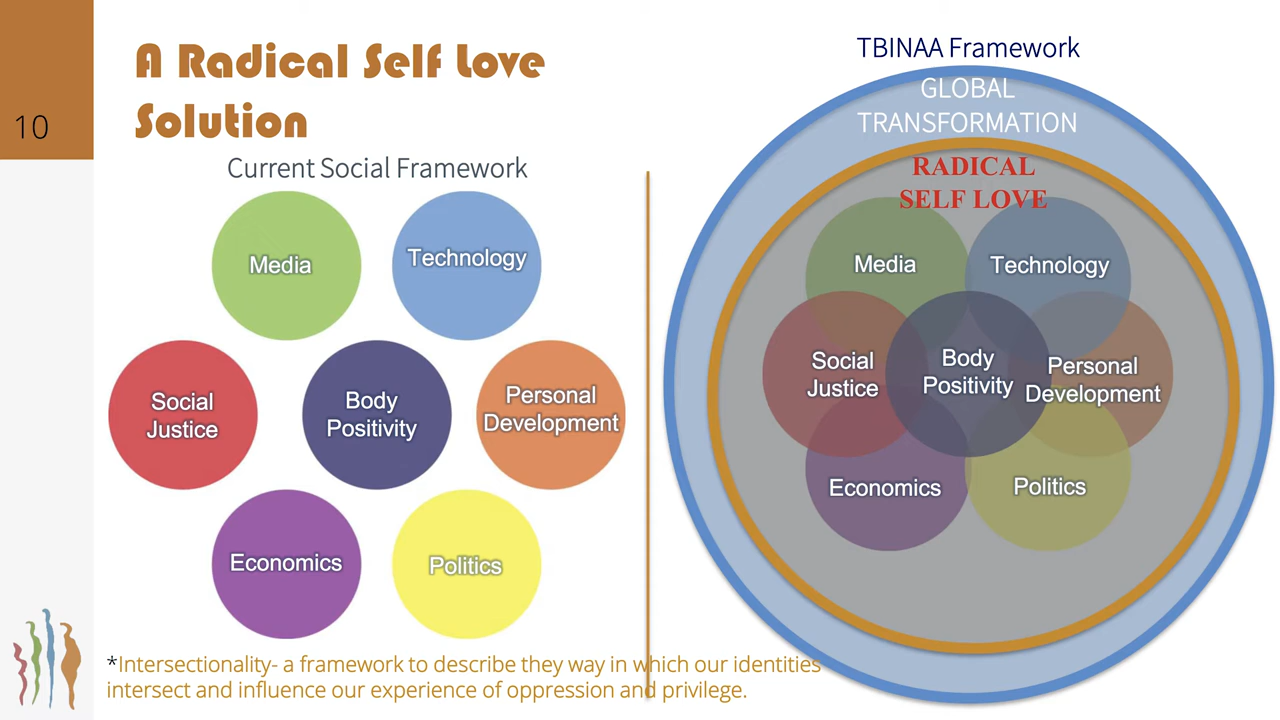 10
A Radical Self Love
Solution
Current Social Framework
Media
Technology
Social
Justice
Body
Positivity
Personal
Development
Economics
Politics
TBINAA Framework
GLOBAL
TRANSFORMATION
RADICAL
SELF LOVE
Media
Technology
Social
Justice
Body
Positivity
Personal
Development
Economics
Politics
*Intersectionality- a framework to describe they way in which our identities
intersect and influence our experience of oppression and privilege.